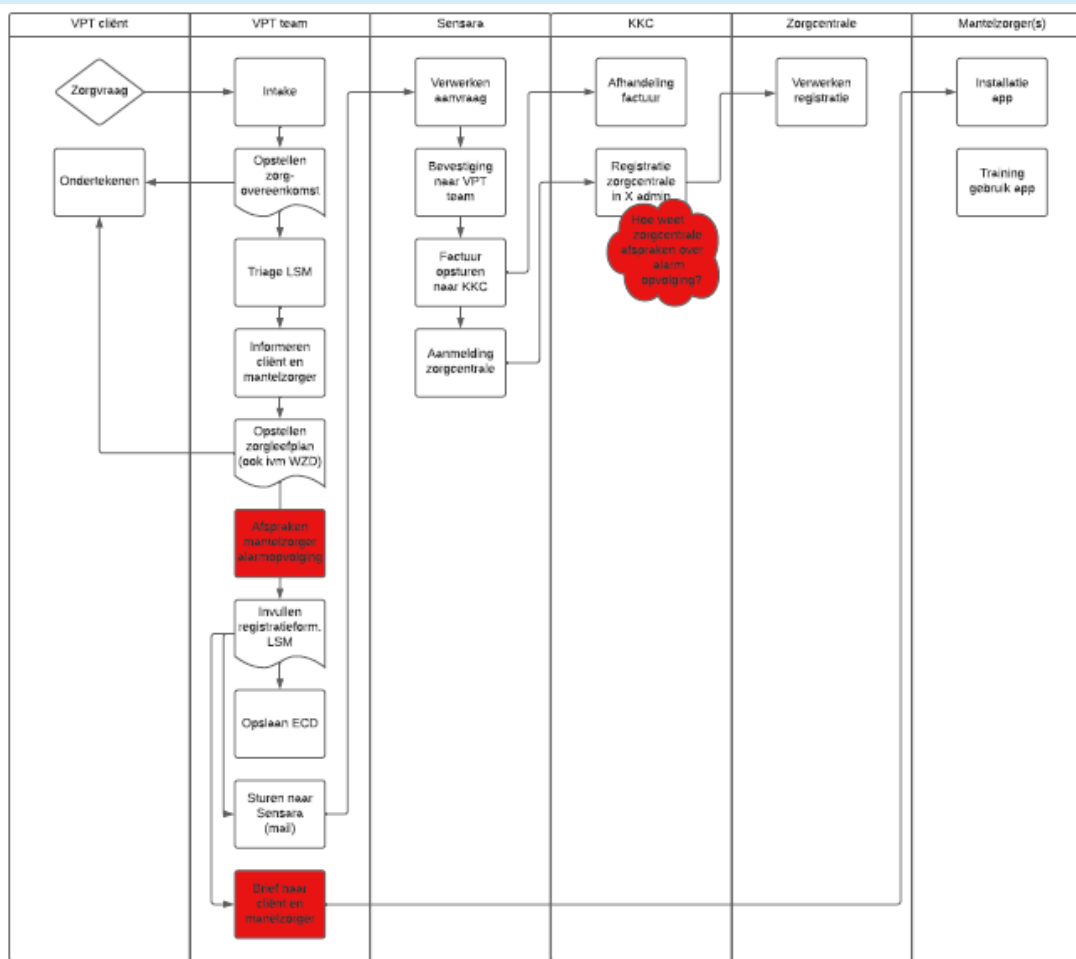 VPT cliënt
VPT team
Sensara
KKC
Zorgcentrale
Mantelzorger(s)
Zorgvraag
Ondertekenen
Intake
Opstellen
zorg-
overeenkomst
Triage LSM
Informeren
cliënt en
mantelzorger
Opstellen
zorgleefplan
(ook ivm WZD)
Afspraken
mantelzorger
alarmopvolging
Invullen
registratieform.
LSM
Opslaan ECD
Sturen naar
Sensara
(mail)
Brief naar
cliënt en
mantelzorger
Verwerken
aanvraag
Bevestiging
naar VPT
team
Factuur
opsturen
naar KKC
Aanmelding
zorgcentrale
Afhandeling
factuur
Registratie
zorgcentrale
in X admin
Hoe weet
zorgcentrale
afspraken over
alarm
opvolging?
Verwerken
registratie
Installatie
app
Training
gebruik app